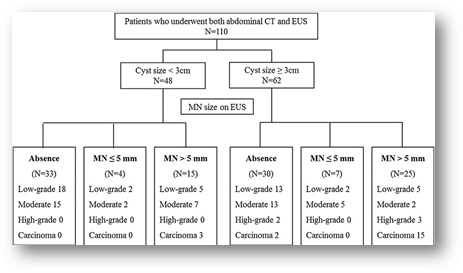 Patients who underwent both abdominal CT and EUS
N=110
Cyst size < 3cm
N=48
Cyst size ≥ 3cm
N=62
MN size on EUS
Absence
(N=33)
Low-grade 18
Moderate 15
High-grade 0
Carcinoma 0
MN ≤ 5 mm
(N=4)
Low-grade 2
Moderate 2
High-grade 0
Carcinoma 0
MN > 5 mm
(N=15)
Low-grade 5
Moderate 7
High-grade 0
Carcinoma 3
Absence
(N=30)
Low-grade 13
Moderate 13
High-grade 2
Carcinoma 2
MN ≤ 5 mm
(N=7)
Low-grade 2
Moderate 5
High-grade 0
Carcinoma 0
MN > 5 mm
(N=25)
Low-grade 5
Moderate 2
High-grade 3
Carcinoma 15